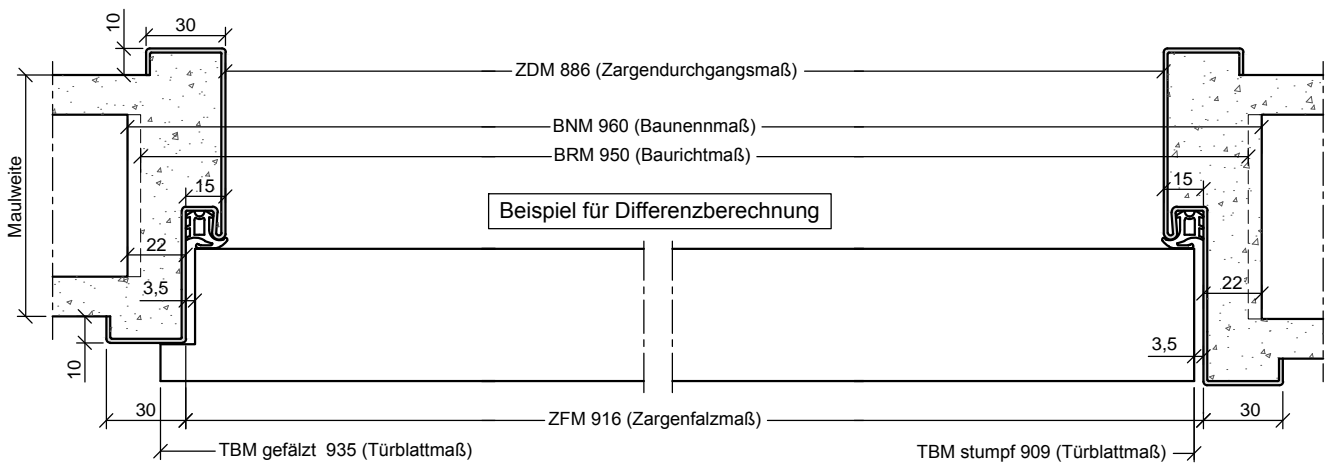 10
30
ZDM 886 (Zargendurchgangsmaß)
BNM 960 (Baunennmaß)
BRM 950 (Baurichtmaß)
Maulweite
15
15
Beispiel für Differenzberechnung
22
22
3,5
3,5
10
30
ZFM 916 (Zargenfalzmaß)
30
TBM gefälzt 935 (Türblattmaß)
TBM stumpf 909 (Türblattmaß)